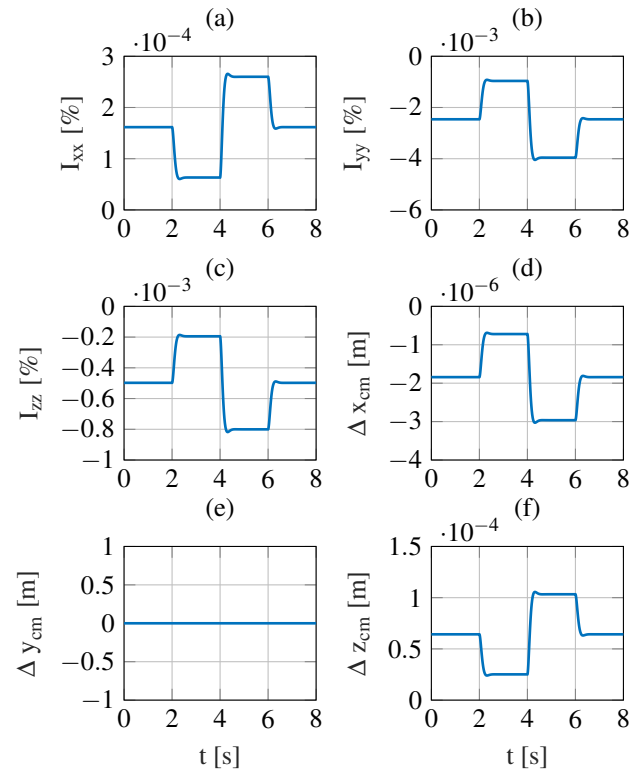 (a)
·10⁻⁴
3
2
1
0
0 2 4 6 8
I_xx [%]
(b)
·10⁻³
0
−2
−4
−6
0 2 4 6 8
I_yy [%]
(c)
·10⁻³
0
−0.2
−0.4
−0.6
−0.8
−1
0 2 4 6 8
I_zz [%]
(d)
·10⁻⁶
0
−1
−2
−3
−4
0 2 4 6 8
Δ x_cm [m]
(e)
1
0.5
0
−0.5
−1
0 2 4 6 8
Δ y_cm [m]
t [s]
(f)
·10⁻⁴
1.5
1
0.5
0
0 2 4 6 8
Δ z_cm [m]
t [s]